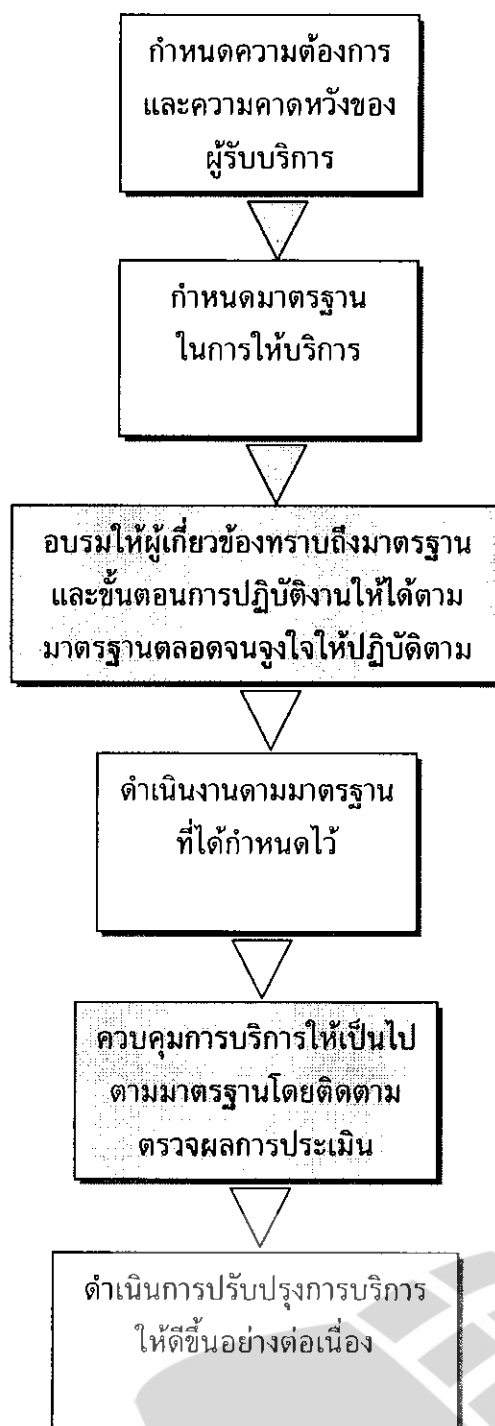 กำหนดความต้องการ
และความคาดหวังของ
ผู้รับบริการ
กำหนดมาตรฐาน
ในการให้บริการ
อบรมให้ผู้เกี่ยวข้องทราบถึงมาตรฐาน
และขั้นตอนการปฏิบัติงานให้ได้ตาม
มาตรฐานตลอดจนจูงใจให้ปฏิบัติตาม
ดำเนินงานตามมาตรฐาน
ที่ได้กำหนดไว้
ควบคุมการบริการให้เป็นไป
ตามมาตรฐานโดยติดตาม
ตรวจผลการประเมิน
ดำเนินการปรับปรุงการบริการ
ให้ดีขึ้นอย่างต่อเนื่อง